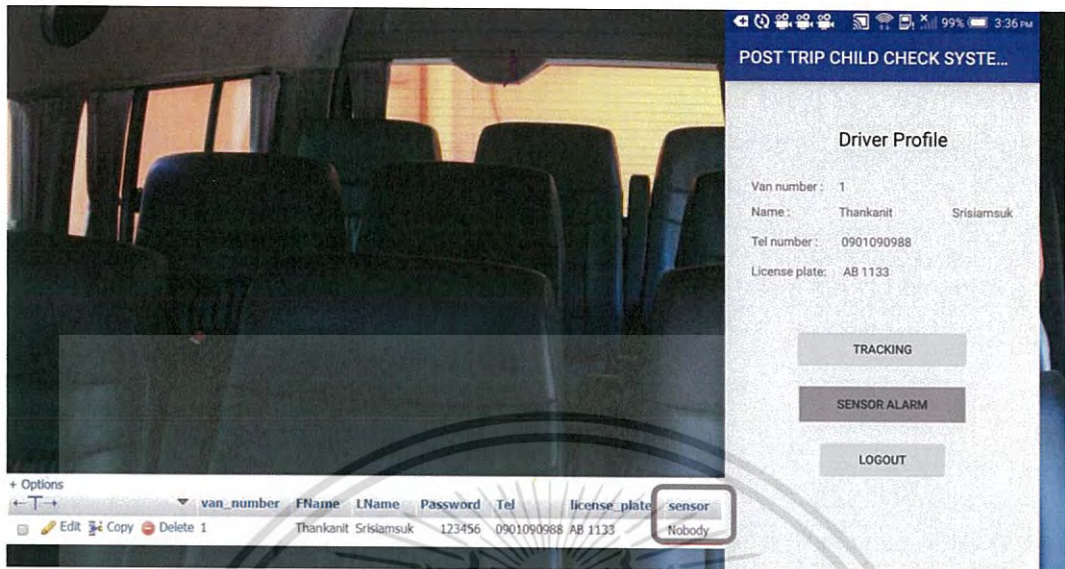 99% 3:36 PM
POST TRIP CHILD CHECK SYSTE...
Driver Profile
Van number : 1
Name : Thankanit Srisiamsuk
Tel number : 0901090988
License plate: AB 1133
TRACKING
SENSOR ALARM
LOGOUT
+ Options
←T→ van_number FName LName Password Tel license_plate sensor
Edit Copy Delete 1 Thankanit Srisiamsuk 123456 0901090988 AB 1133 Nobody